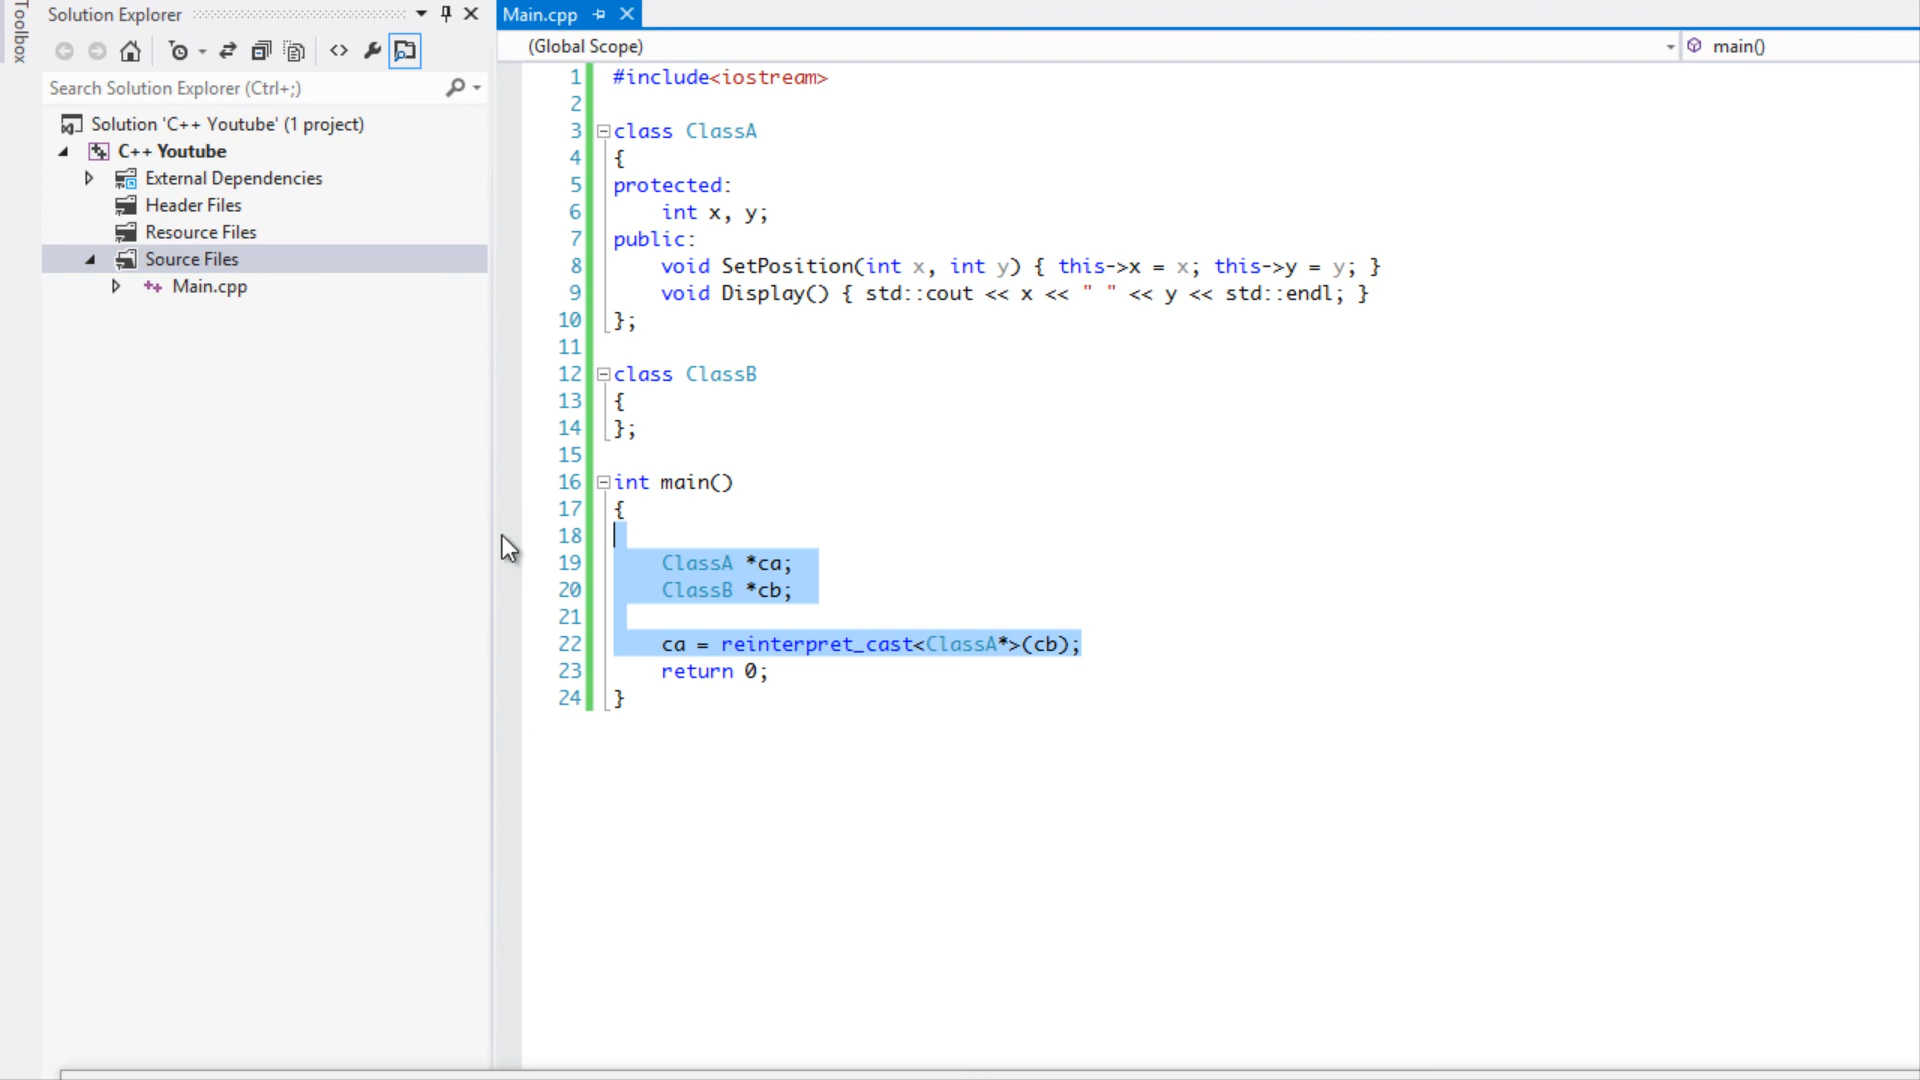 Toolbox
Solution Explorer
Search Solution Explorer (Ctrl+;)
Solution 'C++ Youtube' (1 project)
C++ Youtube
External Dependencies
Header Files
Resource Files
Source Files
++ Main.cpp
Main.cpp
(Global Scope)
main()
1 #include<iostream>
2
3 class ClassA
4 {
5 protected:
6     int x, y;
7 public:
8     void SetPosition(int x, int y) { this->x = x; this->y = y; }
9     void Display() { std::cout << x << " " << y << std::endl; }
10 };
11
12 class ClassB
13 {
14 };
15
16 int main()
17 {
18
19     ClassA *ca;
20     ClassB *cb;
21
22     ca = reinterpret_cast<ClassA*>(cb);
23     return 0;
24 }